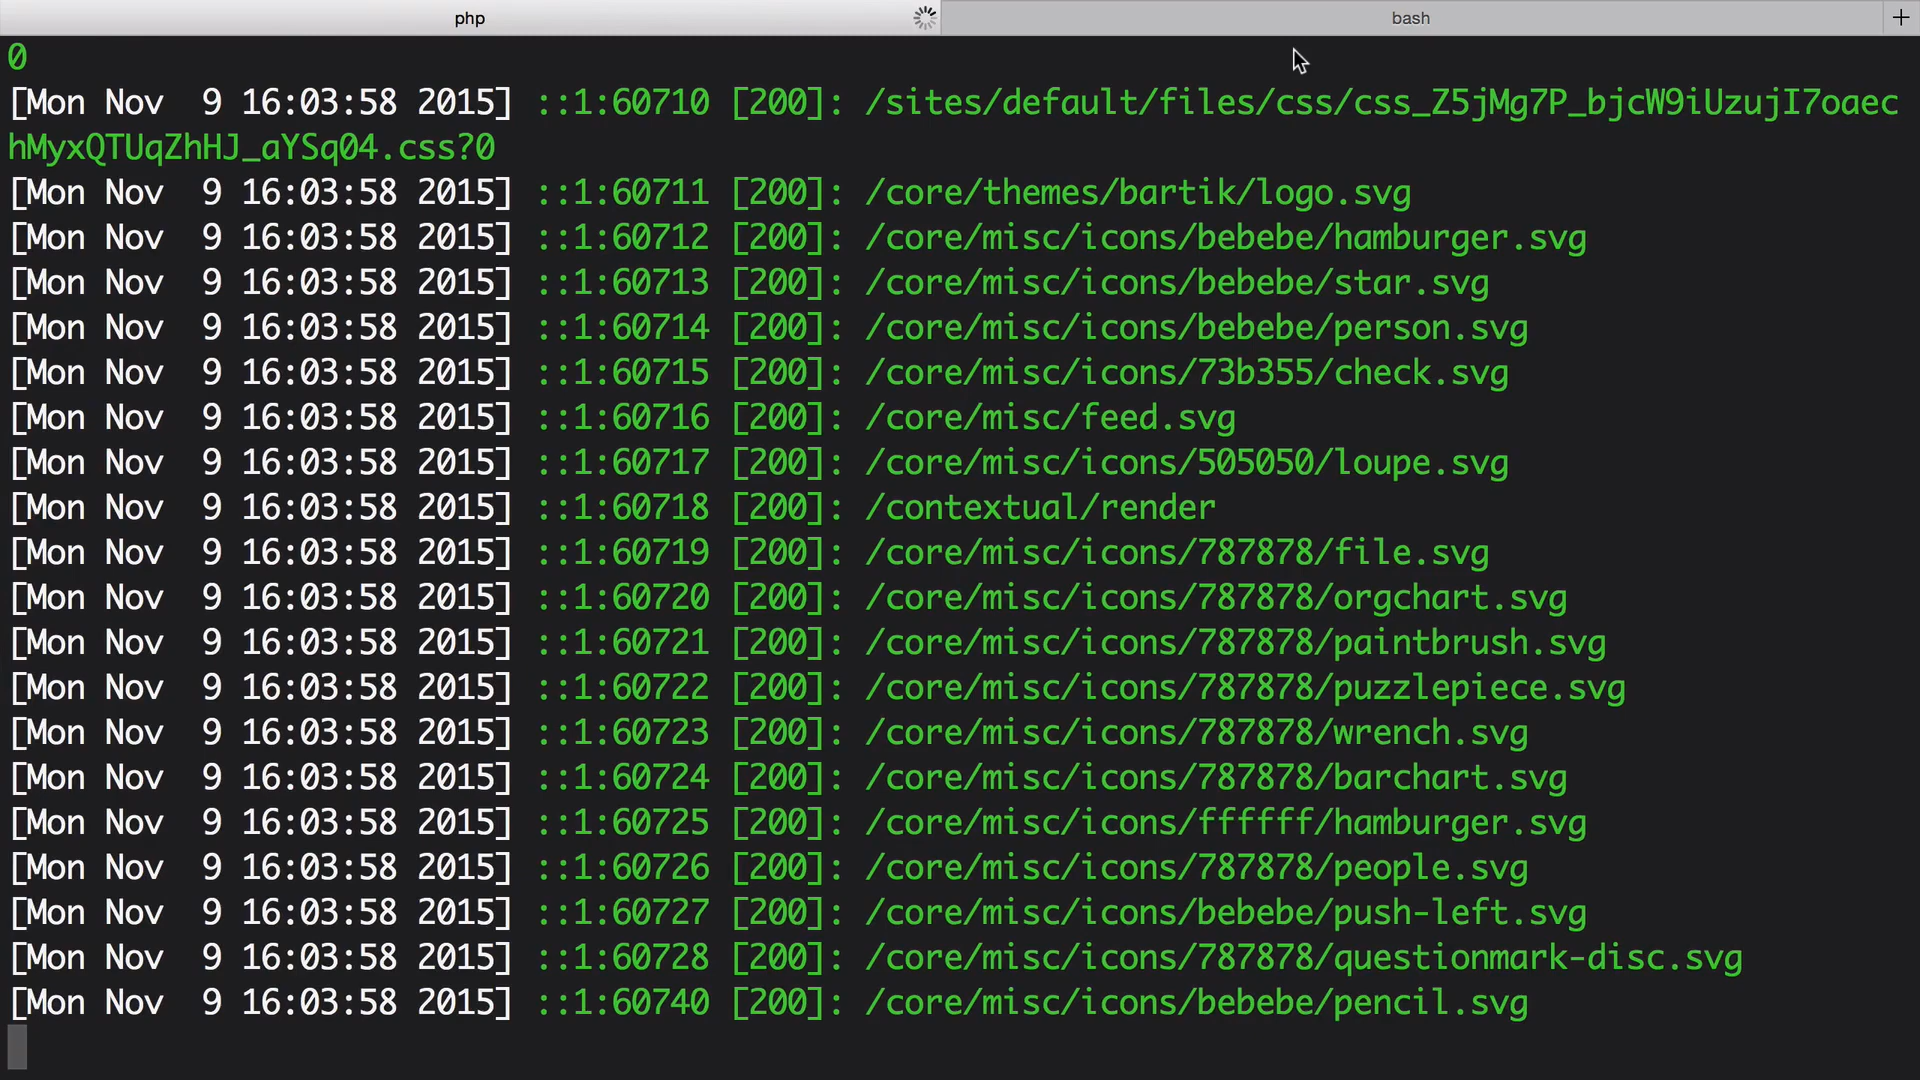 php bash +
0
[Mon Nov  9 16:03:58 2015] ::1:60710 [200]: /sites/default/files/css/css_Z5jMg7P_bjcW9iUzujI7oaec
hMyxQTUqZhHJ_aYSq04.css?0
[Mon Nov  9 16:03:58 2015] ::1:60711 [200]: /core/themes/bartik/logo.svg
[Mon Nov  9 16:03:58 2015] ::1:60712 [200]: /core/misc/icons/bebebe/hamburger.svg
[Mon Nov  9 16:03:58 2015] ::1:60713 [200]: /core/misc/icons/bebebe/star.svg
[Mon Nov  9 16:03:58 2015] ::1:60714 [200]: /core/misc/icons/bebebe/person.svg
[Mon Nov  9 16:03:58 2015] ::1:60715 [200]: /core/misc/icons/73b355/check.svg
[Mon Nov  9 16:03:58 2015] ::1:60716 [200]: /core/misc/feed.svg
[Mon Nov  9 16:03:58 2015] ::1:60717 [200]: /core/misc/icons/505050/loupe.svg
[Mon Nov  9 16:03:58 2015] ::1:60718 [200]: /contextual/render
[Mon Nov  9 16:03:58 2015] ::1:60719 [200]: /core/misc/icons/787878/file.svg
[Mon Nov  9 16:03:58 2015] ::1:60720 [200]: /core/misc/icons/787878/orgchart.svg
[Mon Nov  9 16:03:58 2015] ::1:60721 [200]: /core/misc/icons/787878/paintbrush.svg
[Mon Nov  9 16:03:58 2015] ::1:60722 [200]: /core/misc/icons/787878/puzzlepiece.svg
[Mon Nov  9 16:03:58 2015] ::1:60723 [200]: /core/misc/icons/787878/wrench.svg
[Mon Nov  9 16:03:58 2015] ::1:60724 [200]: /core/misc/icons/787878/barchart.svg
[Mon Nov  9 16:03:58 2015] ::1:60725 [200]: /core/misc/icons/ffffff/hamburger.svg
[Mon Nov  9 16:03:58 2015] ::1:60726 [200]: /core/misc/icons/787878/people.svg
[Mon Nov  9 16:03:58 2015] ::1:60727 [200]: /core/misc/icons/bebebe/push-left.svg
[Mon Nov  9 16:03:58 2015] ::1:60728 [200]: /core/misc/icons/787878/questionmark-disc.svg
[Mon Nov  9 16:03:58 2015] ::1:60740 [200]: /core/misc/icons/bebebe/pencil.svg